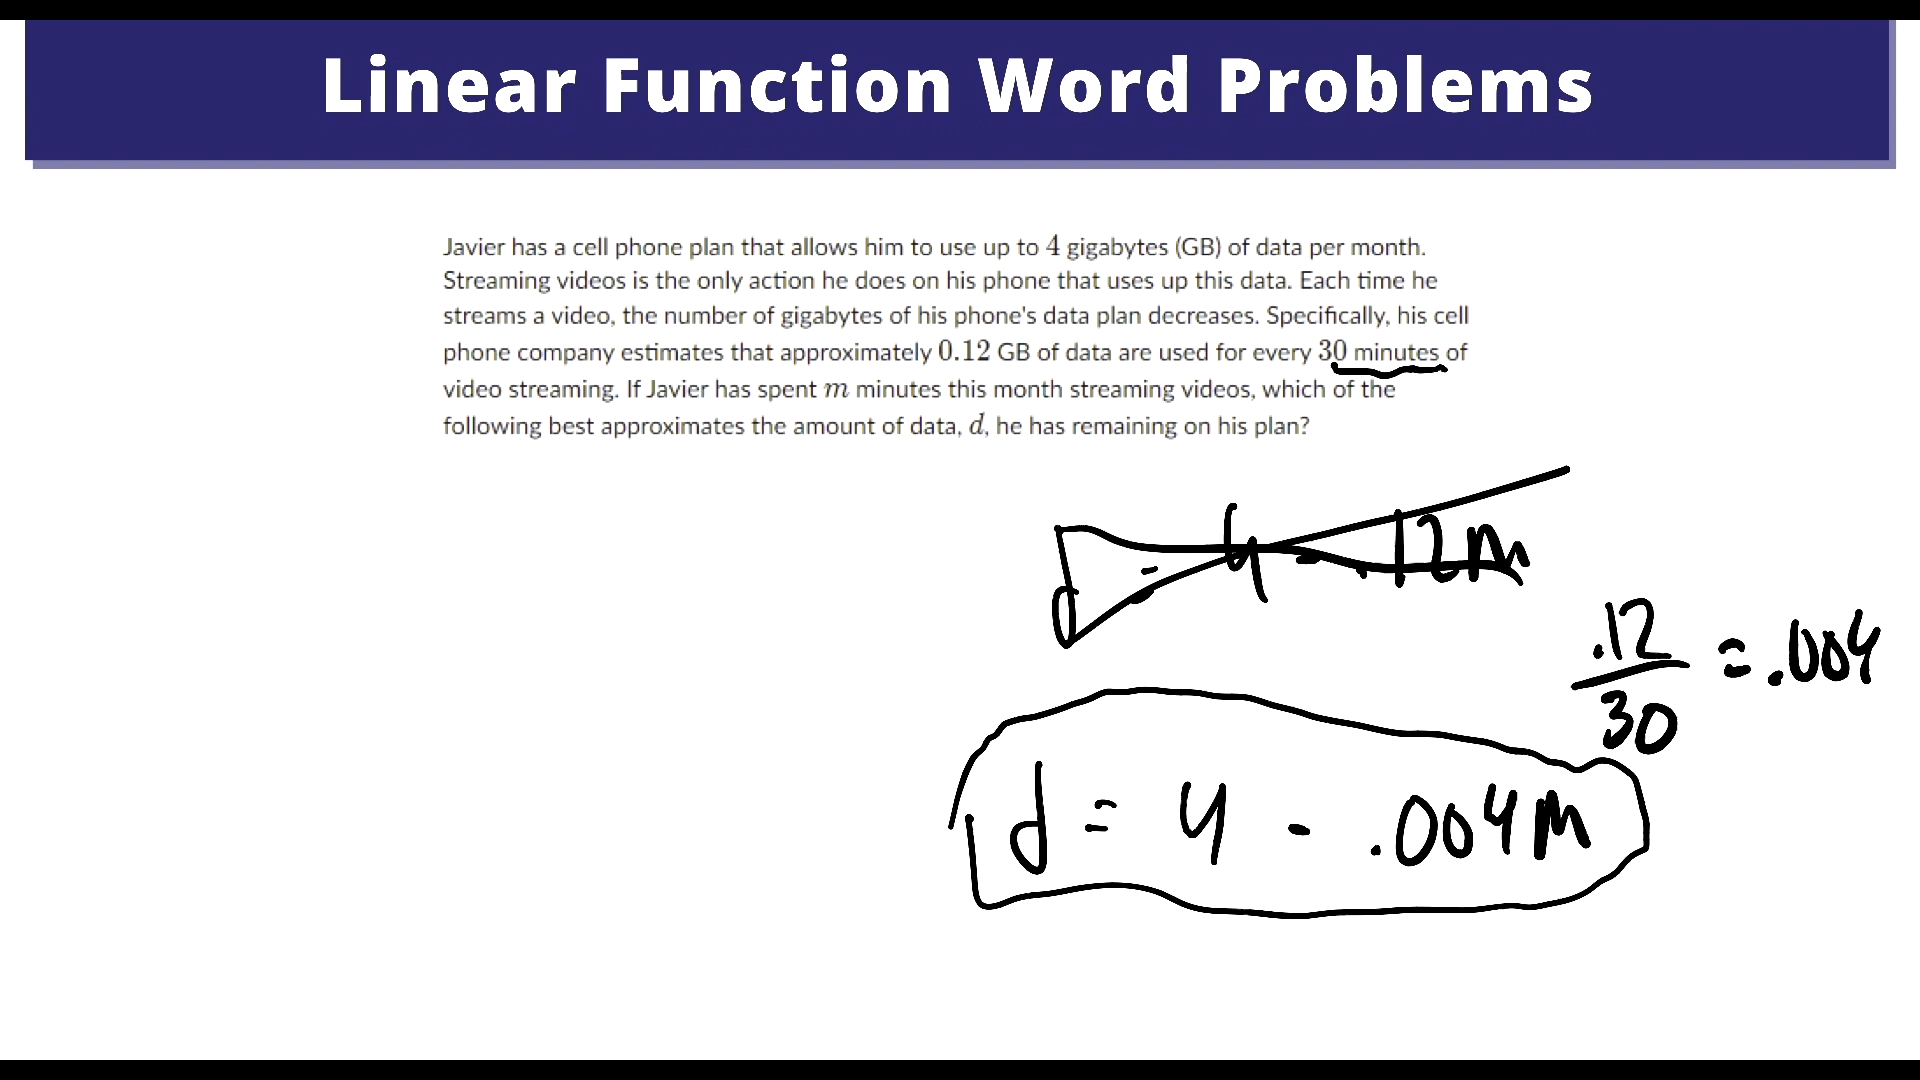 Linear Function Word Problems
Javier has a cell phone plan that allows him to use up to 4 gigabytes (GB) of data per month.
Streaming videos is the only action he does on his phone that uses up this data. Each time he
streams a video, the number of gigabytes of his phone's data plan decreases. Specifically, his cell
phone company estimates that approximately 0.12 GB of data are used for every 30 minutes of
video streaming. If Javier has spent m minutes this month streaming videos, which of the
following best approximates the amount of data, d, he has remaining on his plan?
d = 4 - .12m
.12
30
= .004
d = 4 - .004m